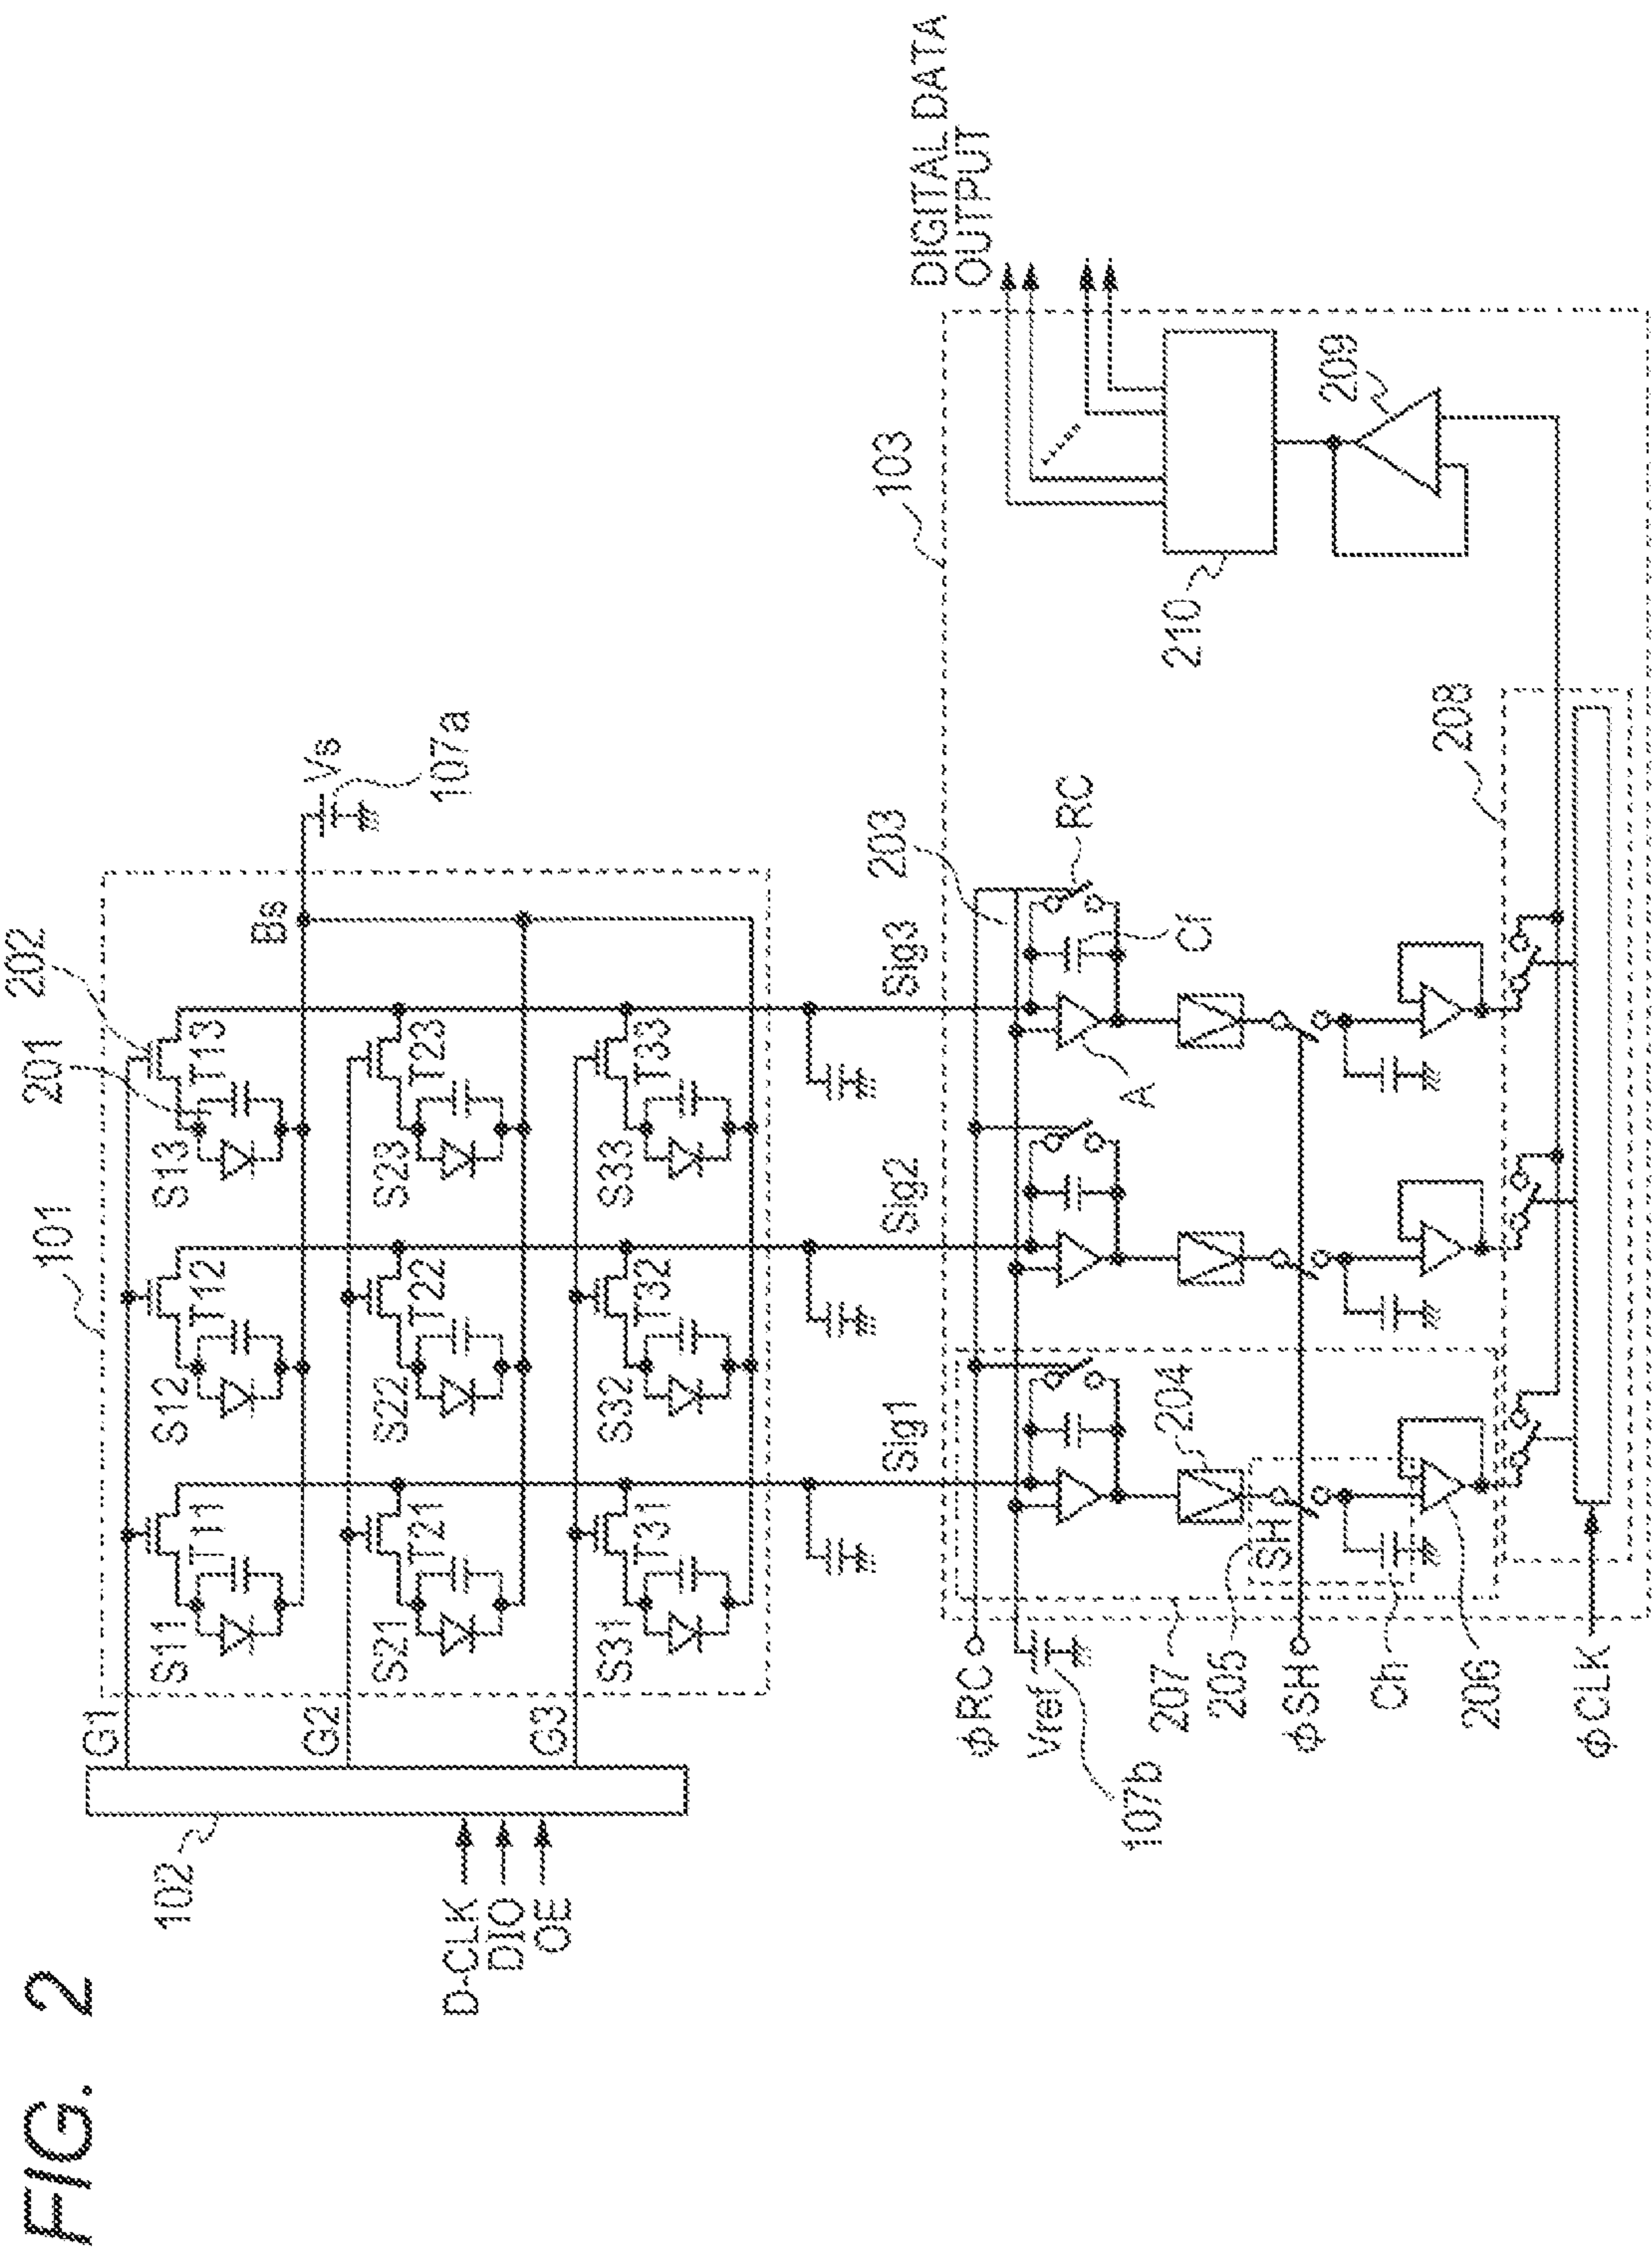 FIG. 2
101
201
202
G1
S11
T11
S12
T12
S13
T13
Bs
Vs
107a
102
G2
S21
T21
S22
T22
S23
T23
D-CLK
DIO
OE
G3
S31
T31
S32
T32
S33
T33
Sig1
Sig2
Sig3
203
103
DIGITAL DATA
OUTPUT
ϕRC
Vref
107b
RC
Cf
A
204
207
205
SH
ϕSH
Ch
206
210
209
208
ϕCLK